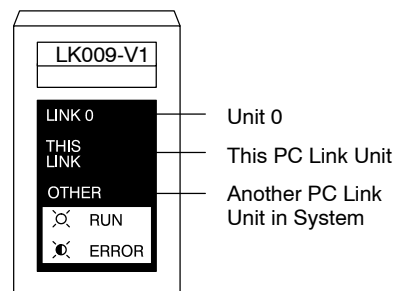 LK009-V1
LINK 0
THIS
LINK
OTHER
RUN
ERROR
Unit 0
This PC Link Unit
Another PC Link
Unit in System